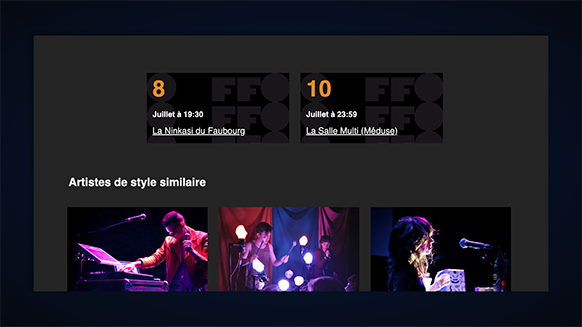 8
Juillet à 19:30
La Ninkasi du Faubourg
10
Juillet à 23:59
La Salle Multi (Méduse)
Artistes de style similaire